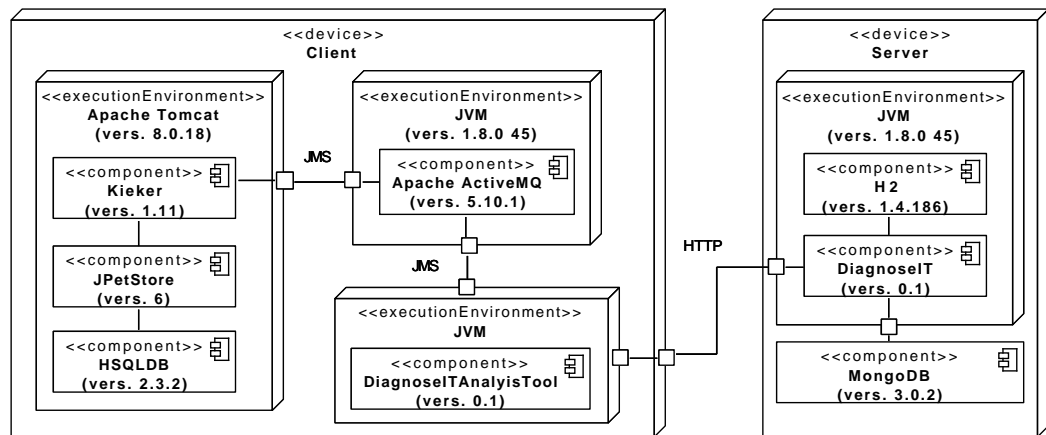 <<device>>
Client
<<executionEnvironment>>
Apache Tomcat
(vers. 8.0.18)
<<component>>
Kieker
(vers. 1.11)
<<component>>
JPetStore
(vers. 6)
<<component>>
HSQLDB
(vers. 2.3.2)
JMS
<<executionEnvironment>>
JVM
(vers. 1.8.0 45)
<<component>>
Apache ActiveMQ
(vers. 5.10.1)
JMS
<<executionEnvironment>>
JVM
<<component>>
DiagnoseITAnalyisTool
(vers. 0.1)
HTTP
<<device>>
Server
<<executionEnvironment>>
JVM
(vers. 1.8.0 45)
<<component>>
H2
(vers. 1.4.186)
<<component>>
DiagnoseIT
(vers. 0.1)
<<component>>
MongoDB
(vers. 3.0.2)